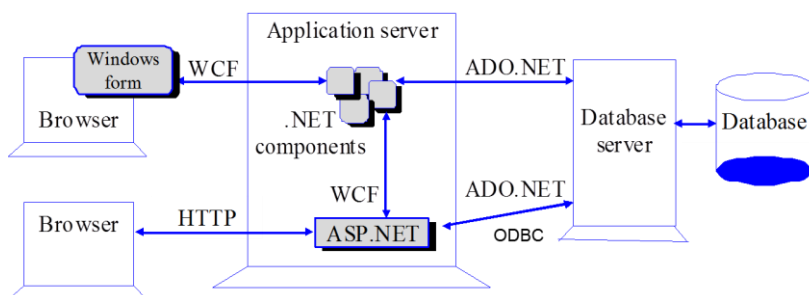 Application server
Windows
form
WCF
ADO.NET
Browser
.NET
components
Database
server
Database
WCF
ADO.NET
Browser
HTTP
ASP.NET
ODBC